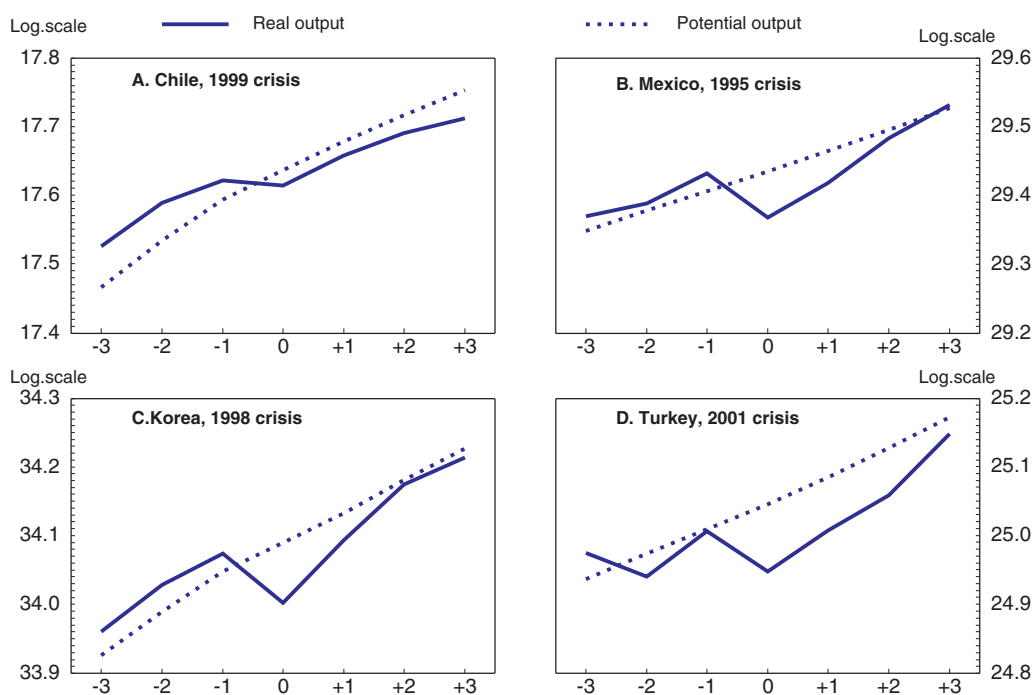 Log.scale
Real output
Potential output
Log.scale
17.8
17.7
17.6
17.5
17.4
A. Chile, 1999 crisis
-3 -2 -1 0 +1 +2 +3
B. Mexico, 1995 crisis
29.6
29.5
29.4
29.3
29.2
-3 -2 -1 0 +1 +2 +3
Log.scale
34.3
34.2
34.1
34.0
33.9
C.Korea, 1998 crisis
-3 -2 -1 0 +1 +2 +3
Log.scale
D. Turkey, 2001 crisis
25.2
25.1
25.0
24.9
24.8
-3 -2 -1 0 +1 +2 +3